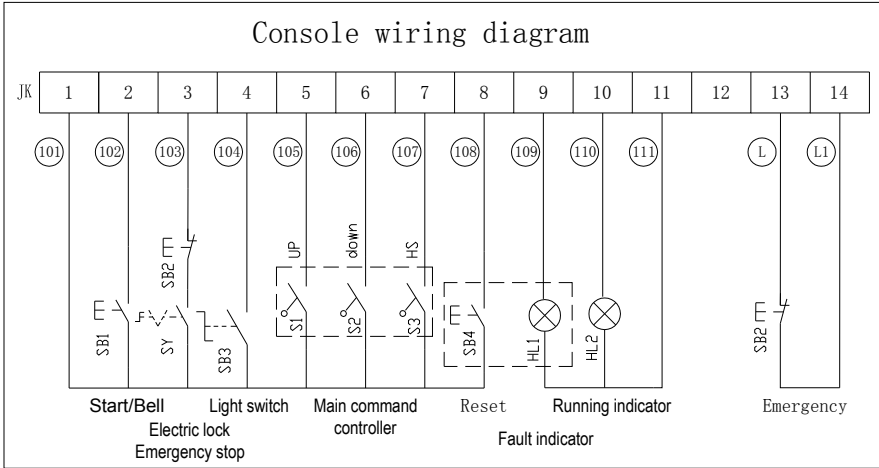 Console wiring diagram
JK 1 2 3 4 5 6 7 8 9 10 11 12 13 14
101 102 103 104 105 106 107 108 109 110 111 L L1
UP down HS
SB2
SB1 SY SB3 S1 S2 S3 SB4 HL1 HL2 SB2
Start/Bell Light switch Main command Reset Running indicator Emergency
Electric lock controller Fault indicator
Emergency stop